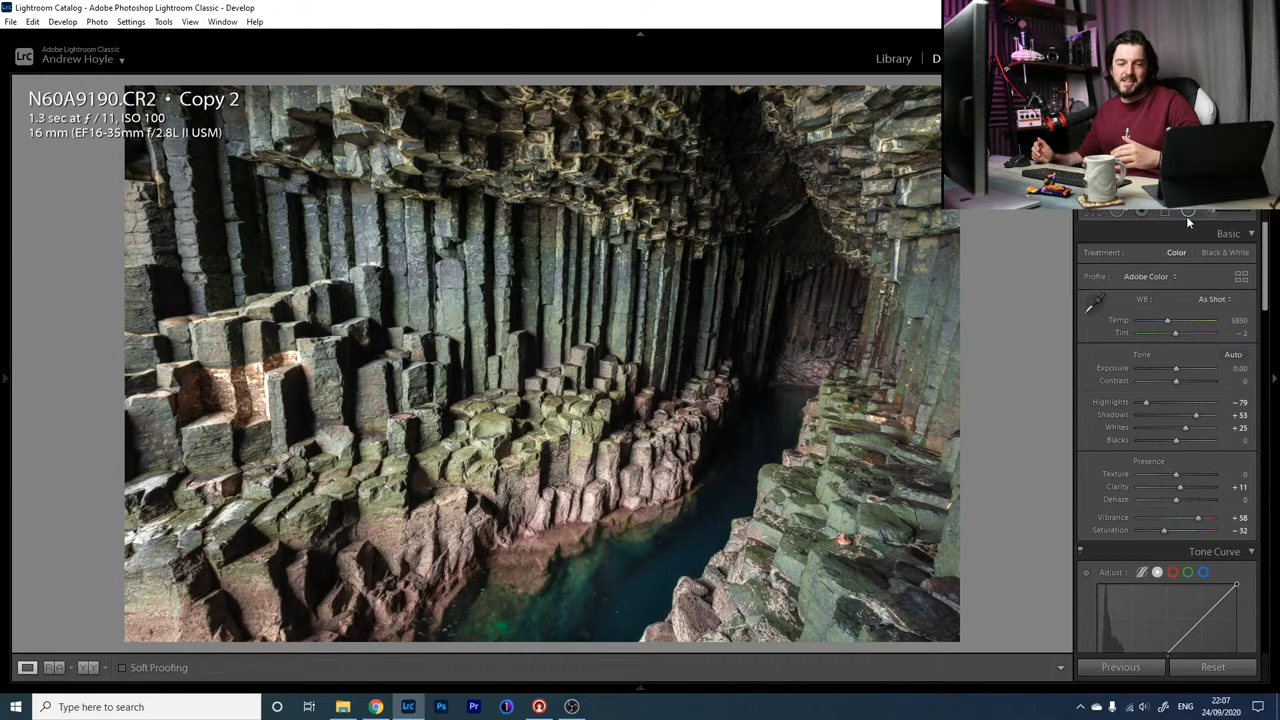 Lightroom Catalog - Adobe Photoshop Lightroom Classic - Develop
File Edit Develop Photo Settings Tools View Window Help
Lrc
Adobe Lightroom Classic
Andrew Hoyle
Library | D
N60A9190.CR2 • Copy 2
1.3 sec at ƒ / 11, ISO 100
16 mm (EF16-35mm f/2.8L II USM)
Basic
Treatment: Color Black & White
Profile: Adobe Color
WB: As Shot
Temp 5850
Tint – 2
Tone Auto
Exposure 0.00
Contrast 0
Highlights – 79
Shadows + 53
Whites + 25
Blacks 0
Presence
Texture 0
Clarity + 11
Dehaze 0
Vibrance + 58
Saturation – 32
Tone Curve
Adjust:
Soft Proofing
Previous Reset
Type here to search
Lrc Ps Pr
ENG
22:07
24/09/2020